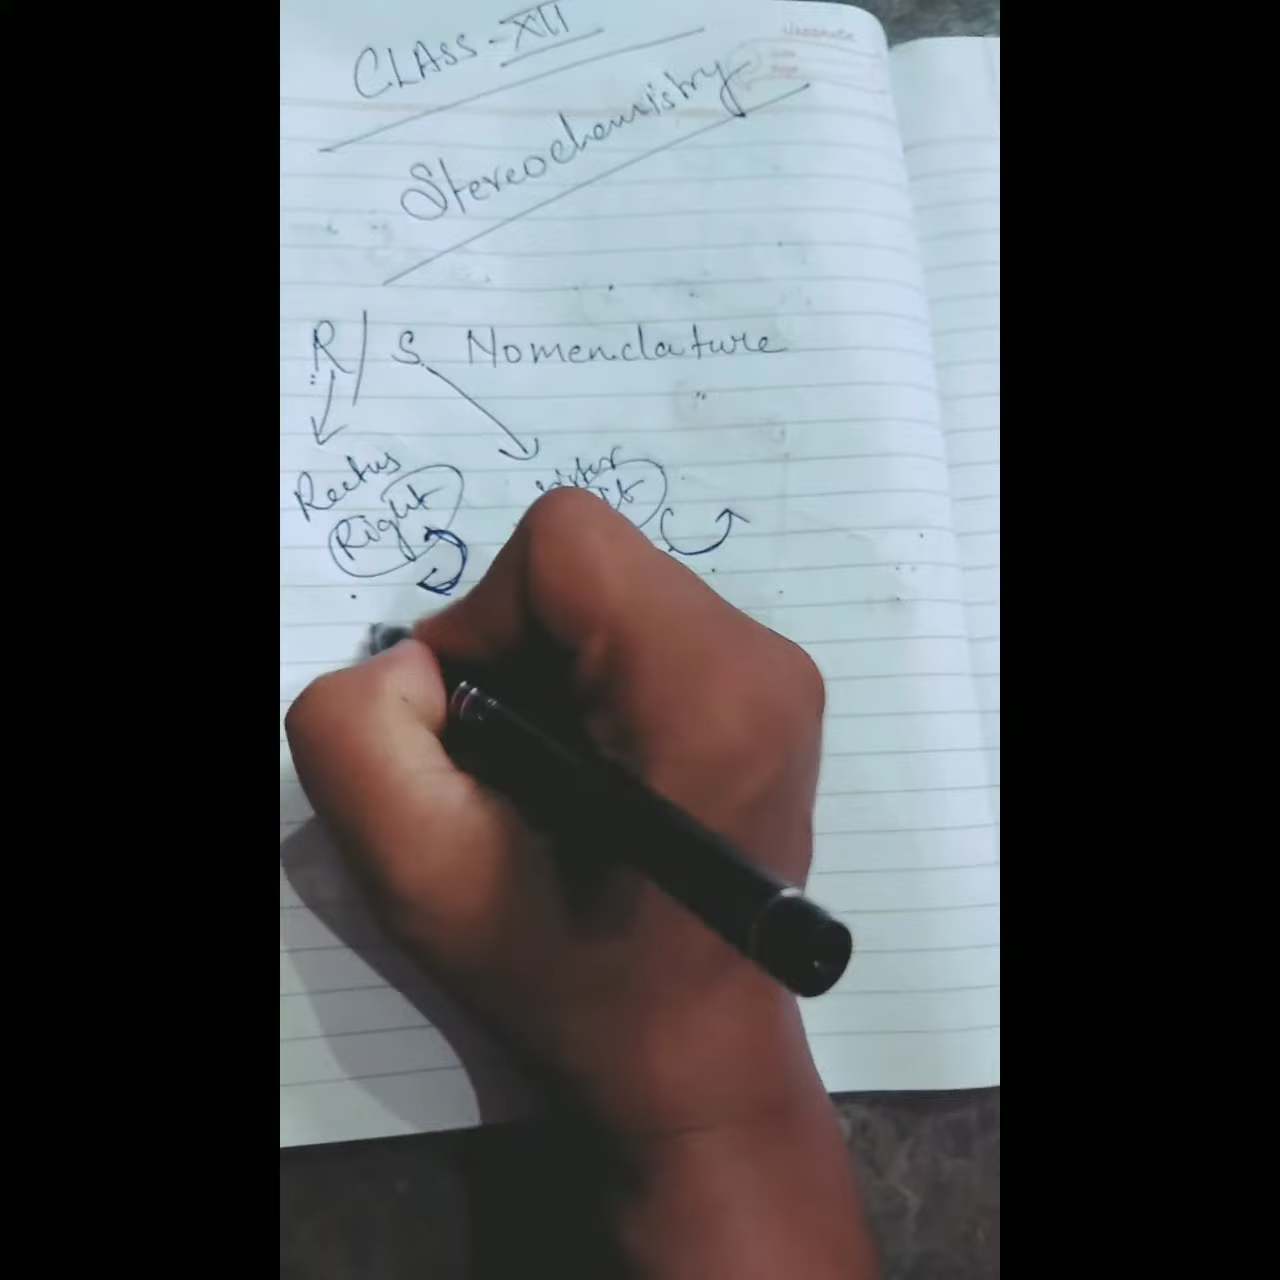 CLASS-XII
Stereochemistry
R/S Nomenclature
Rectus
Right